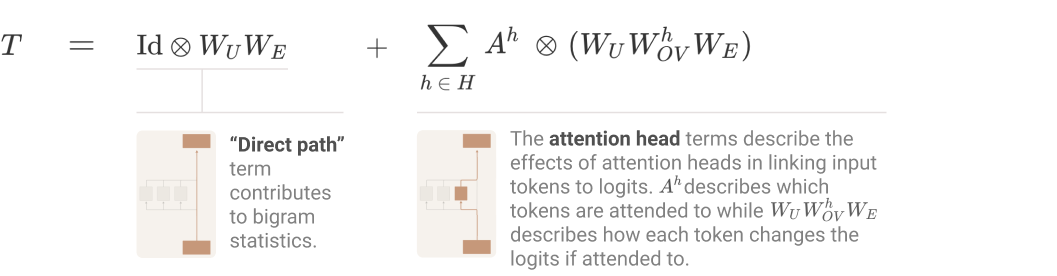 T = Id ⊗ W_U W_E + ∑_{h ∈ H} A^h ⊗ (W_U W_{OV}^h W_E)
“Direct path”
term
contributes
to bigram
statistics.
The attention head terms describe the
effects of attention heads in linking input
tokens to logits. A^h describes which
tokens are attended to while W_U W_{OV}^h W_E
describes how each token changes the
logits if attended to.